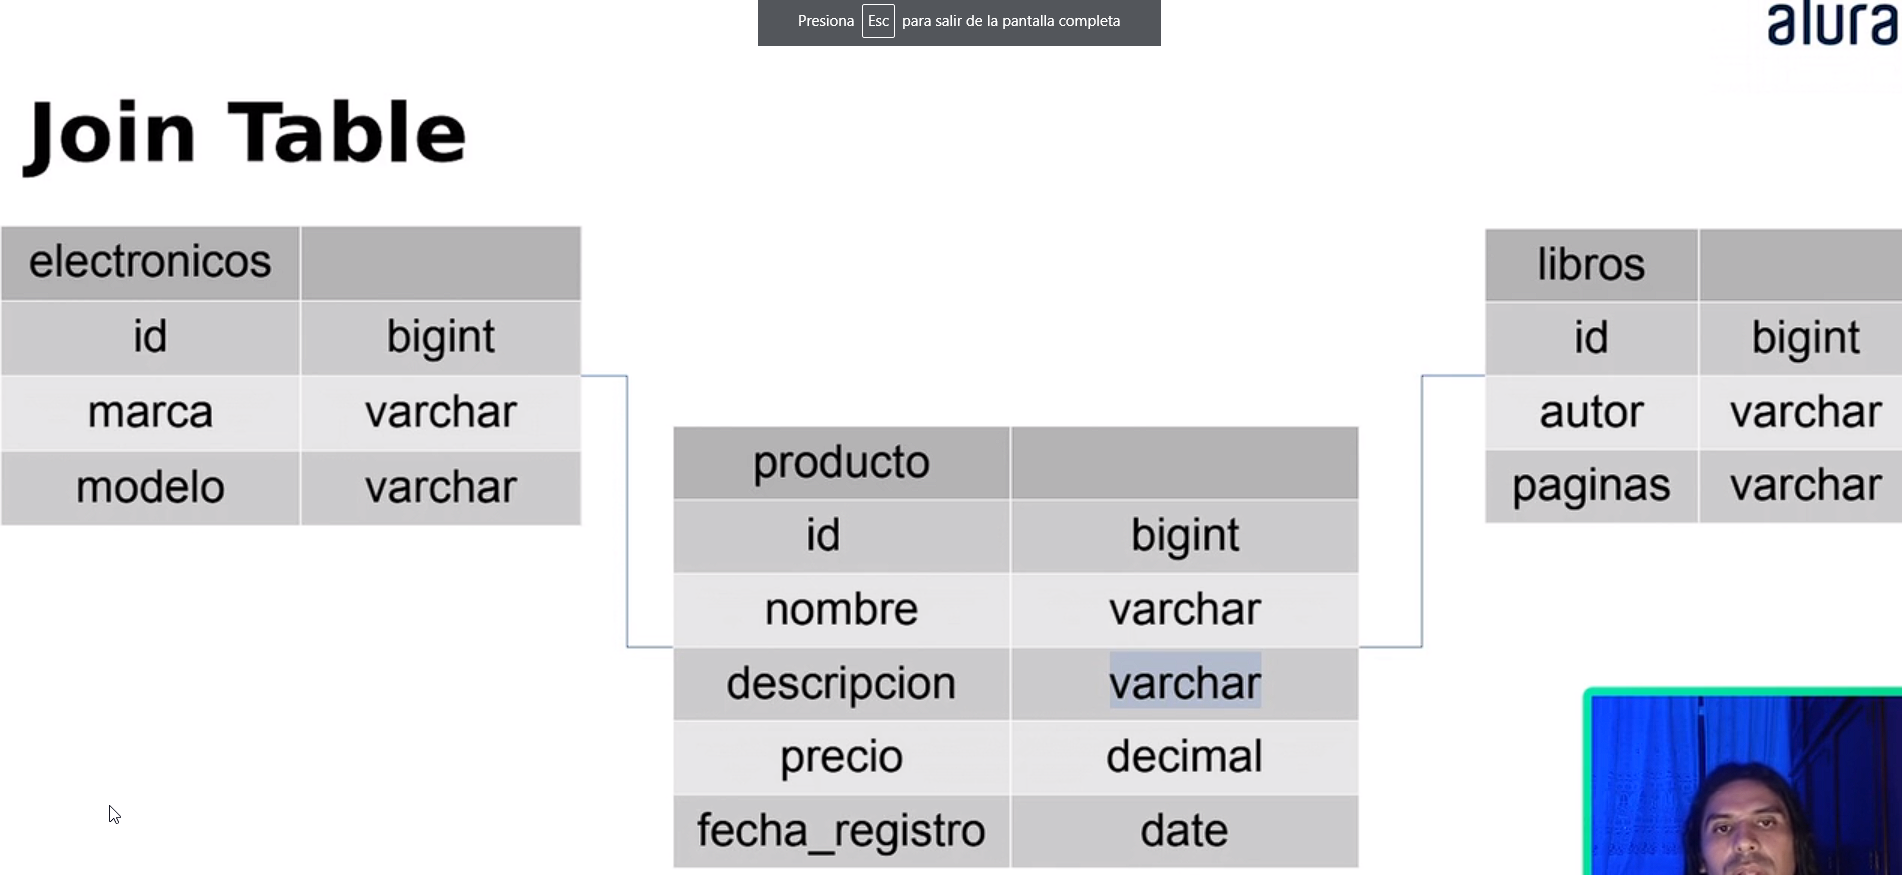 Presiona Esc para salir de la pantalla completa
alura
Join Table
electronicos
id bigint
marca varchar
modelo varchar
producto
id bigint
nombre varchar
descripcion varchar
precio decimal
fecha_registro date
libros
id bigint
autor varchar
paginas varchar